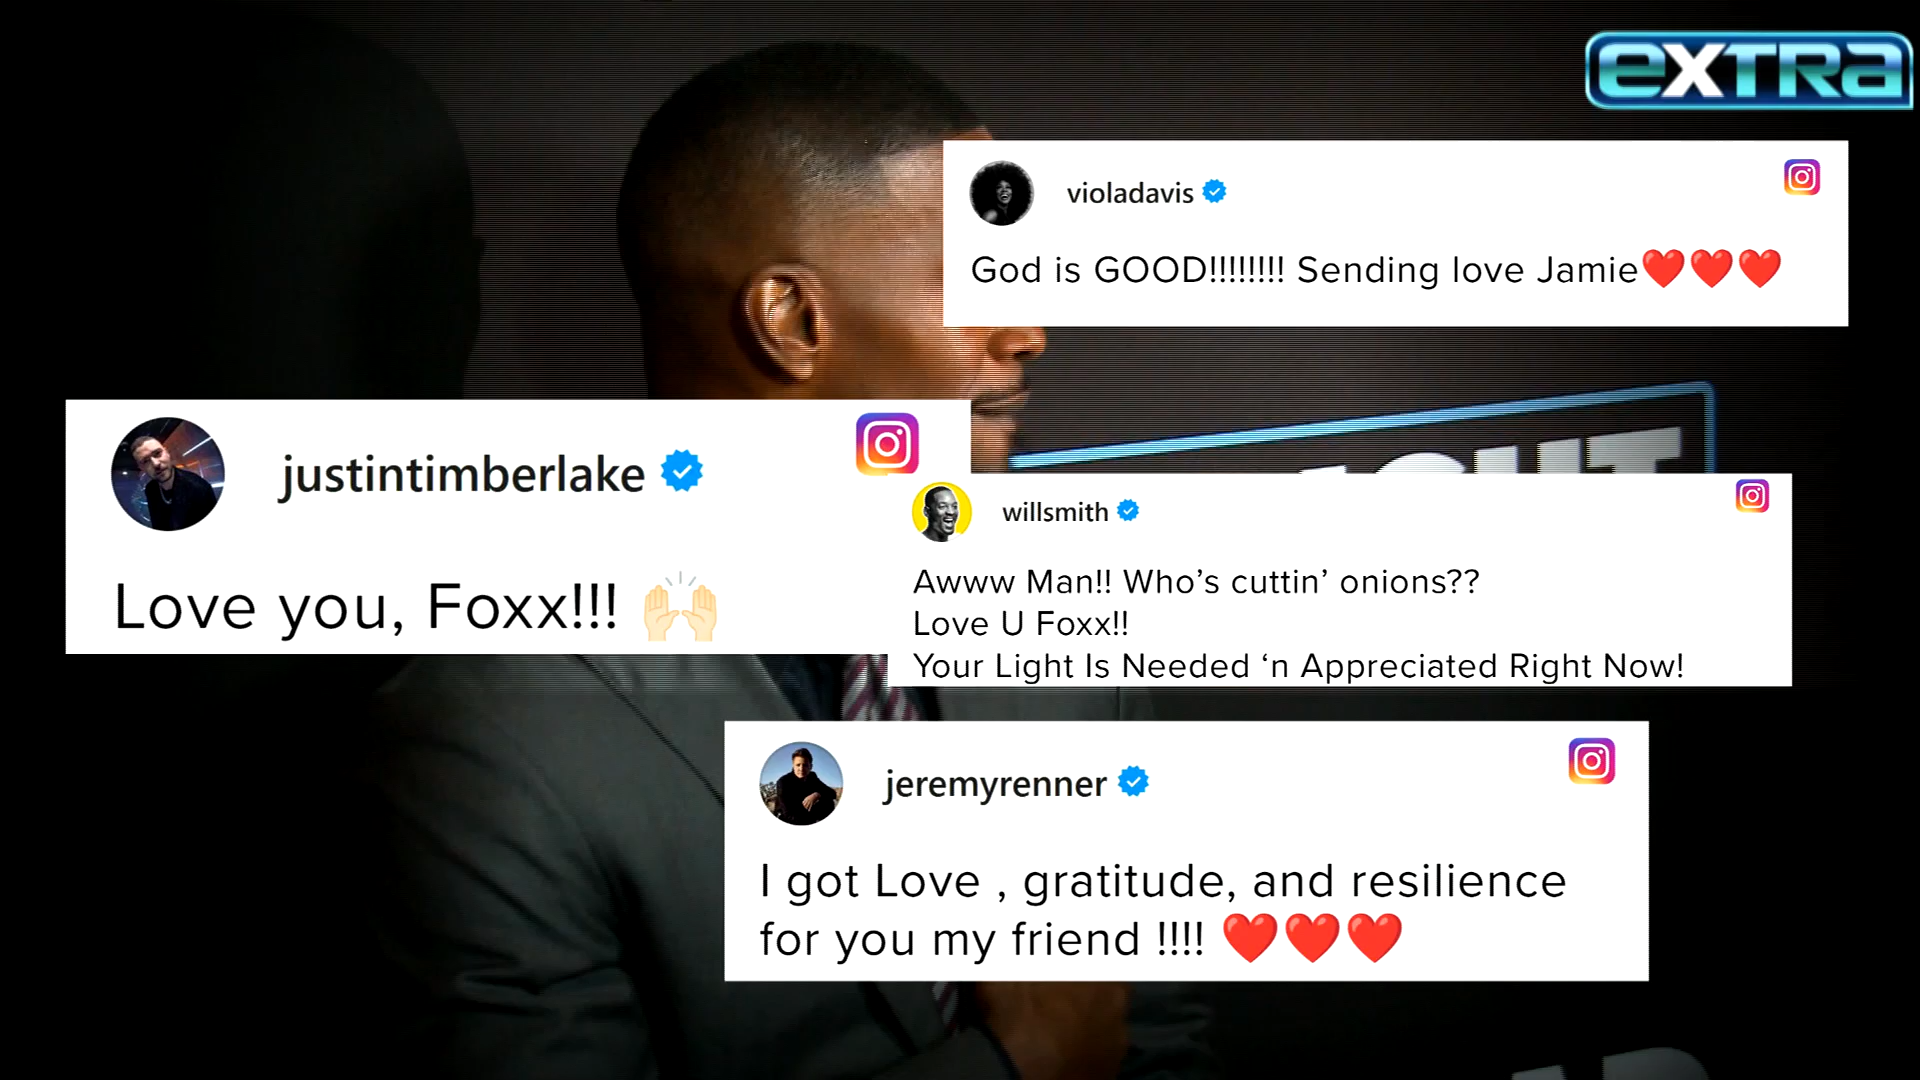 extra
violadavis
God is GOOD!!!!!!!! Sending love Jamie❤️❤️❤️
justintimberlake
Love you, Foxx!!! 🙌🏻
willsmith
Awww Man!! Who’s cuttin’ onions??
Love U Foxx!!
Your Light Is Needed ‘n Appreciated Right Now!
jeremyrenner
I got Love , gratitude, and resilience
for you my friend !!!! ❤️❤️❤️